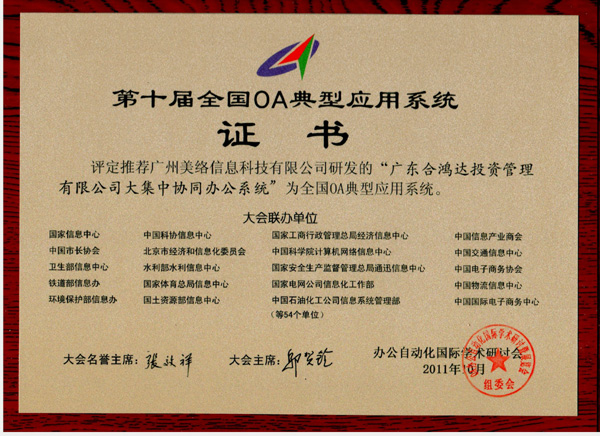 第十届全国OA典型应用系统
证 书
评定推荐广州美络信息科技有限公司研发的“广东合鸿达投资管理
有限公司大集中协同办公系统”为全国OA典型应用系统。
大会联办单位
国家信息中心 中国科协信息中心 国家工商行政管理总局经济信息中心 中国信息产业商会
中国市长协会 北京市经济和信息化委员会 中国科学院计算机网络信息中心 中国交通信息中心
卫生部信息中心 水利部水利信息中心 国家安全生产监督管理总局通迅信息中心 中国电子商务协会
铁道部信息办 国家体育总局信息中心 国家电网公司信息化工作部 中国物流信息中心
环境保护部信息办 国土资源部信息中心 中国石油化工公司信息系统管理部 中国国际电子商务中心
（等54个单位）
大会名誉主席： 大会主席：
办公自动化国际学术研讨会
2011年10月
组委会